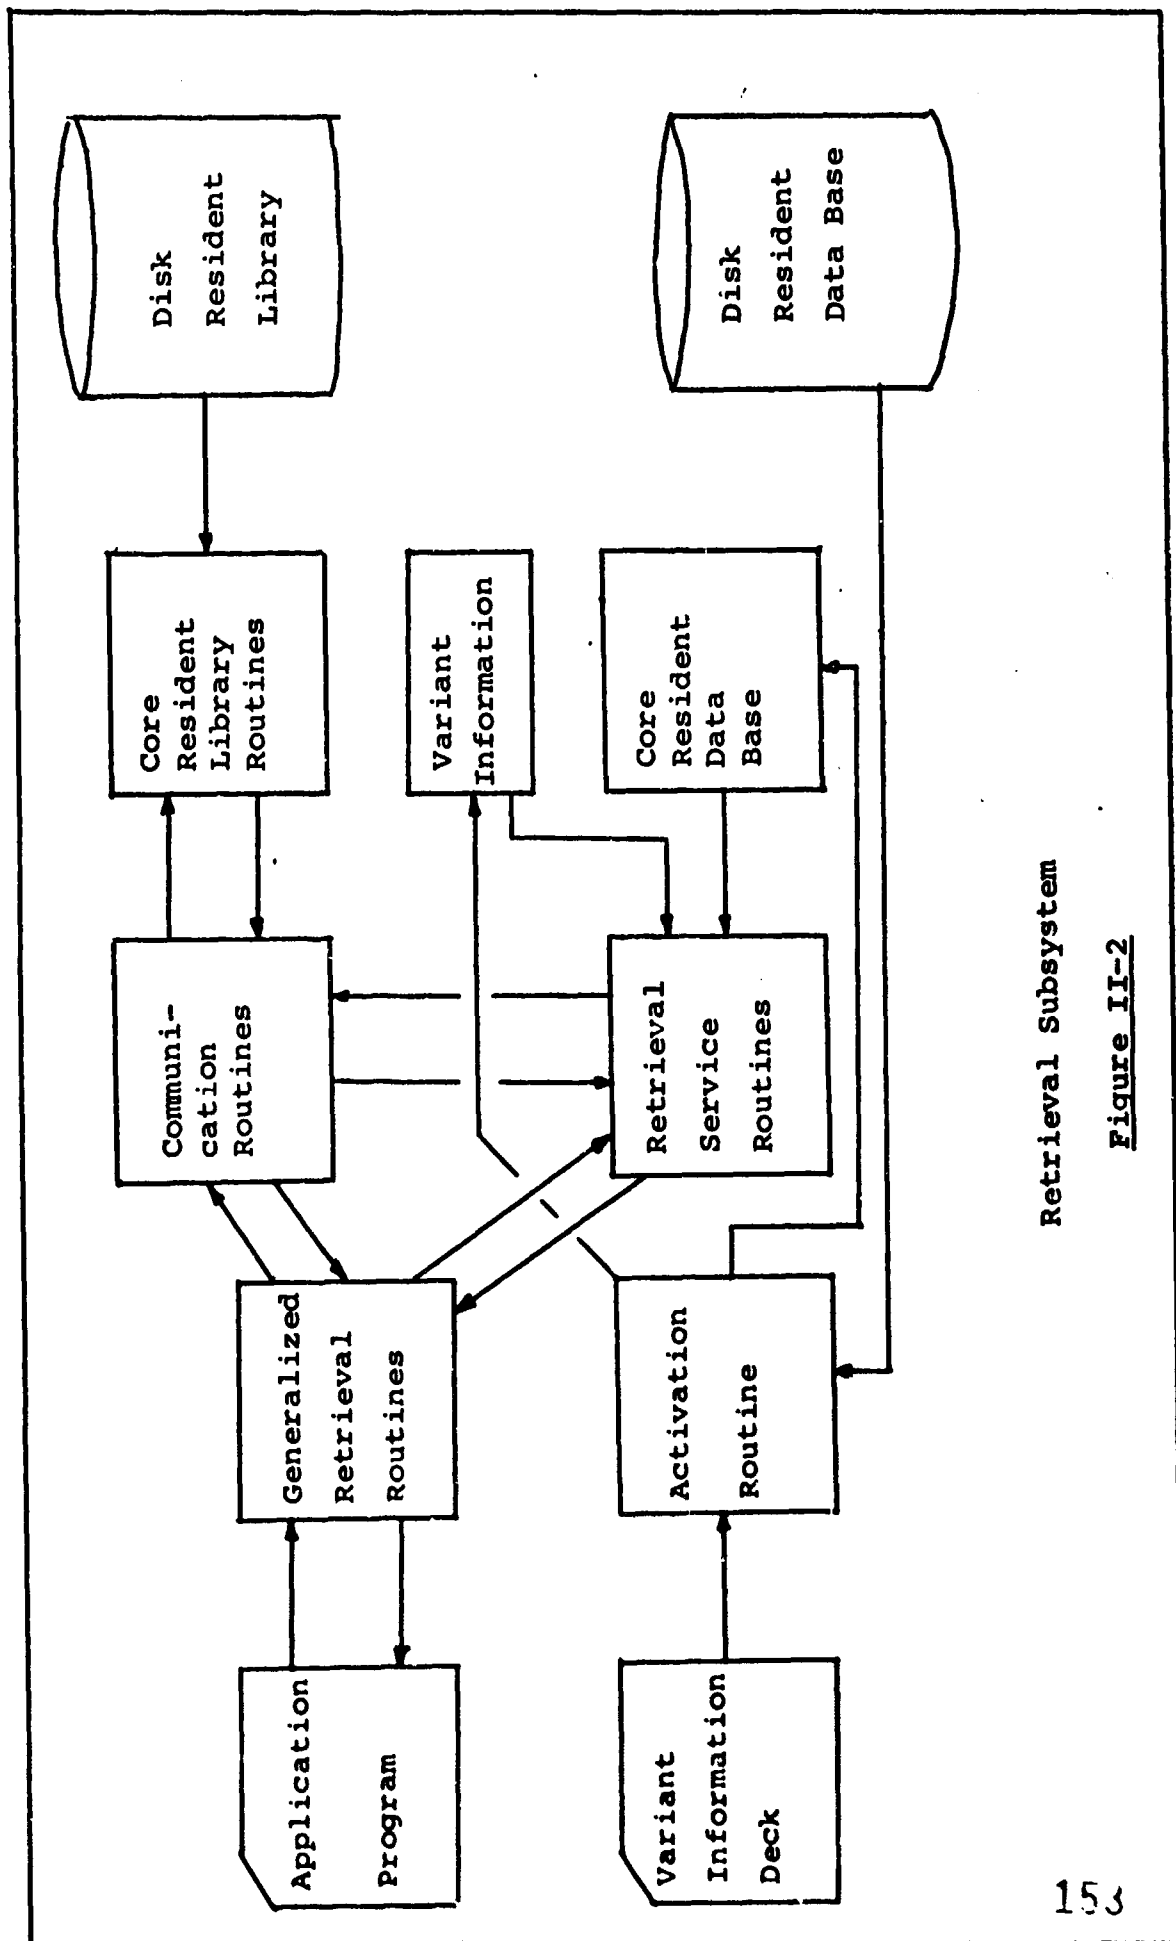 Application
Program
Generalized
Retrieval
Routines
Communi-
cation
Routines
Core
Resident
Library
Routines
Disk
Resident
Library
Variant
Information
Variant
Information
Deck
Activation
Routine
Retrieval
Service
Routines
Core
Resident
Data
Base
Disk
Resident
Data Base
Retrieval Subsystem
Figure II-2